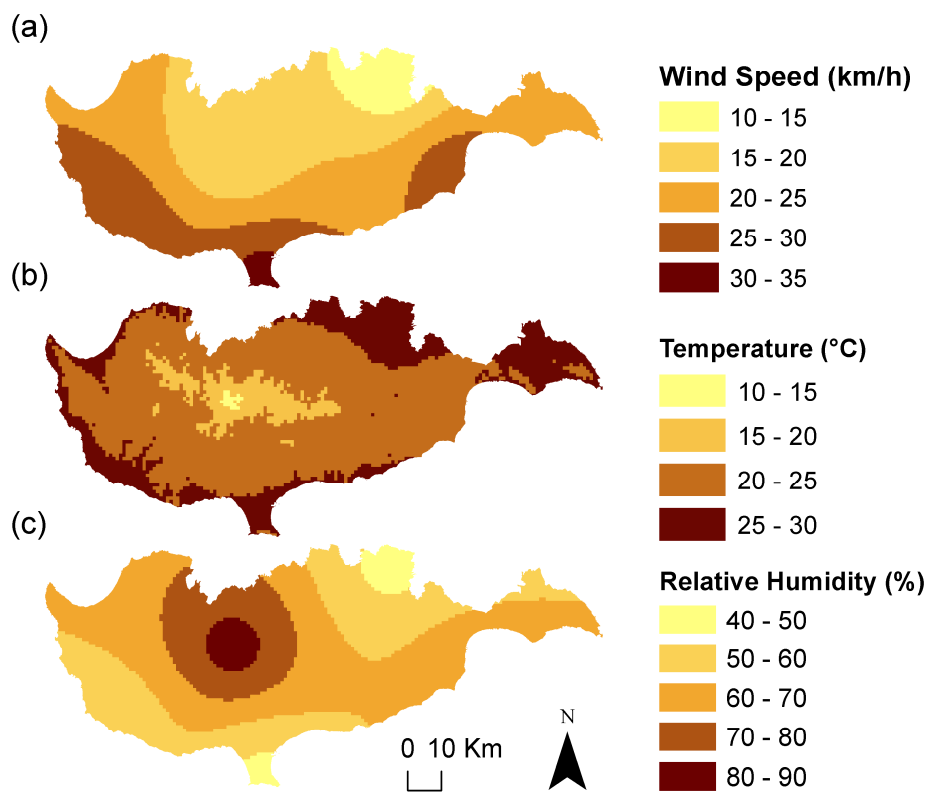 (a)
Wind Speed (km/h)
10 - 15
15 - 20
20 - 25
25 - 30
30 - 35
(b)
Temperature (°C)
10 - 15
15 - 20
20 - 25
25 - 30
(c)
Relative Humidity (%)
40 - 50
50 - 60
60 - 70
70 - 80
80 - 90
N
0 10 Km